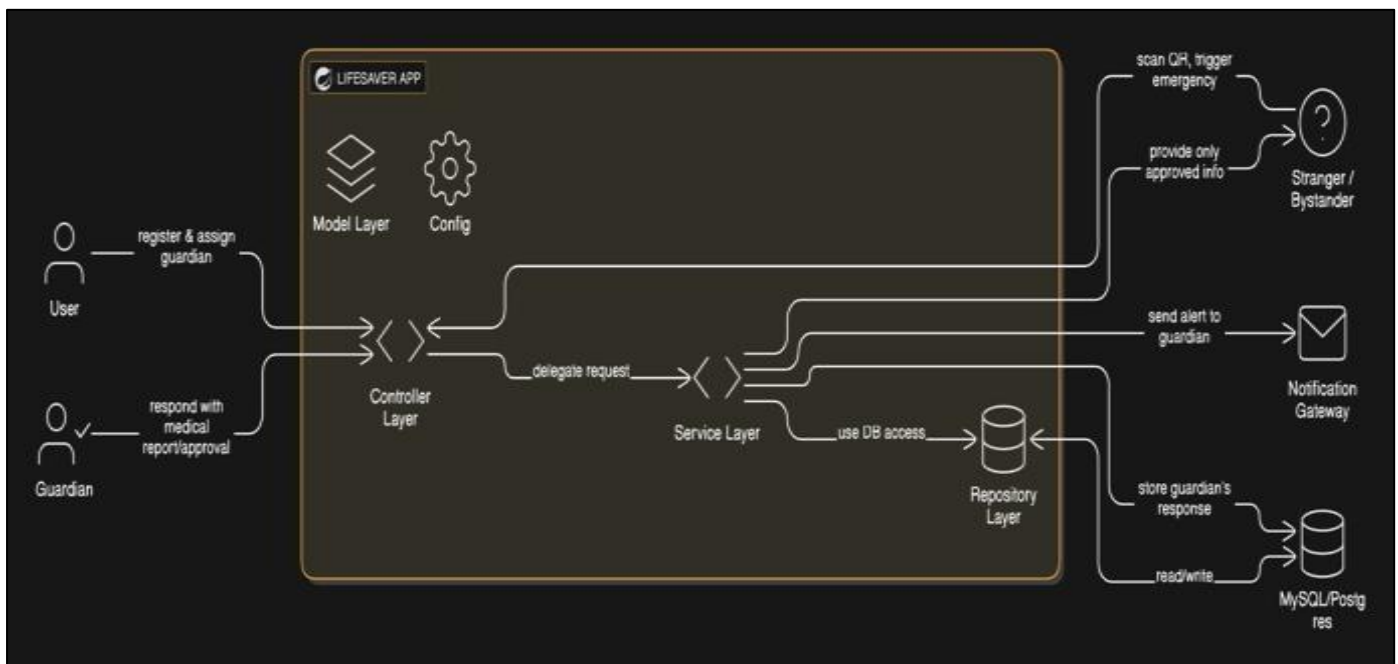 LIFESAVER APP
scan QR, trigger
emergency
provide only
approved info
Stranger /
Bystander
Model Layer
Config
register & assign
guardian
User
send alert to
guardian
Notification
Gateway
delegate request
Controller
Layer
Service Layer
use DB access
respond with
medical
report/approval
Guardian
Repository
Layer
store guardian's
response
read/write
MySQL/Postg
res